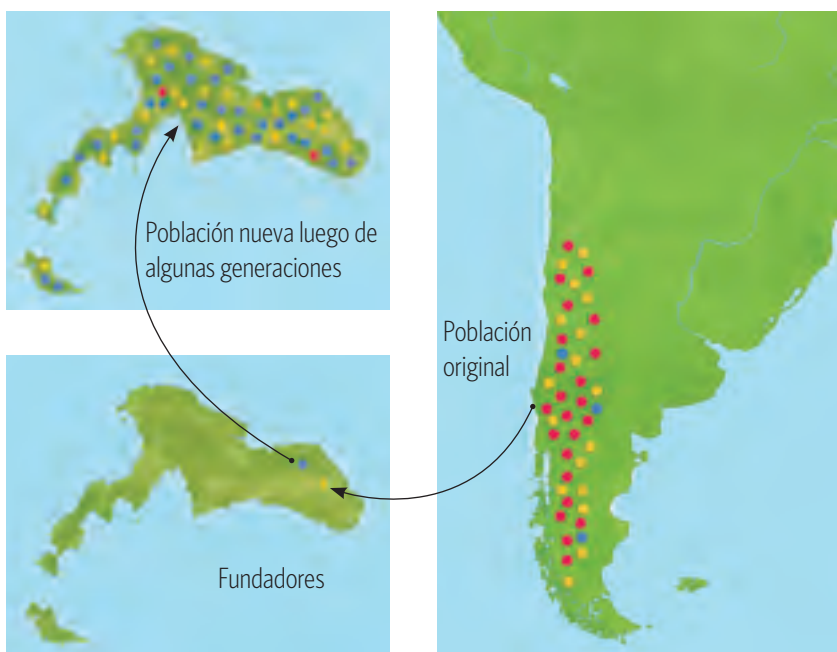 Población nueva luego de
algunas generaciones
Población
original
Fundadores